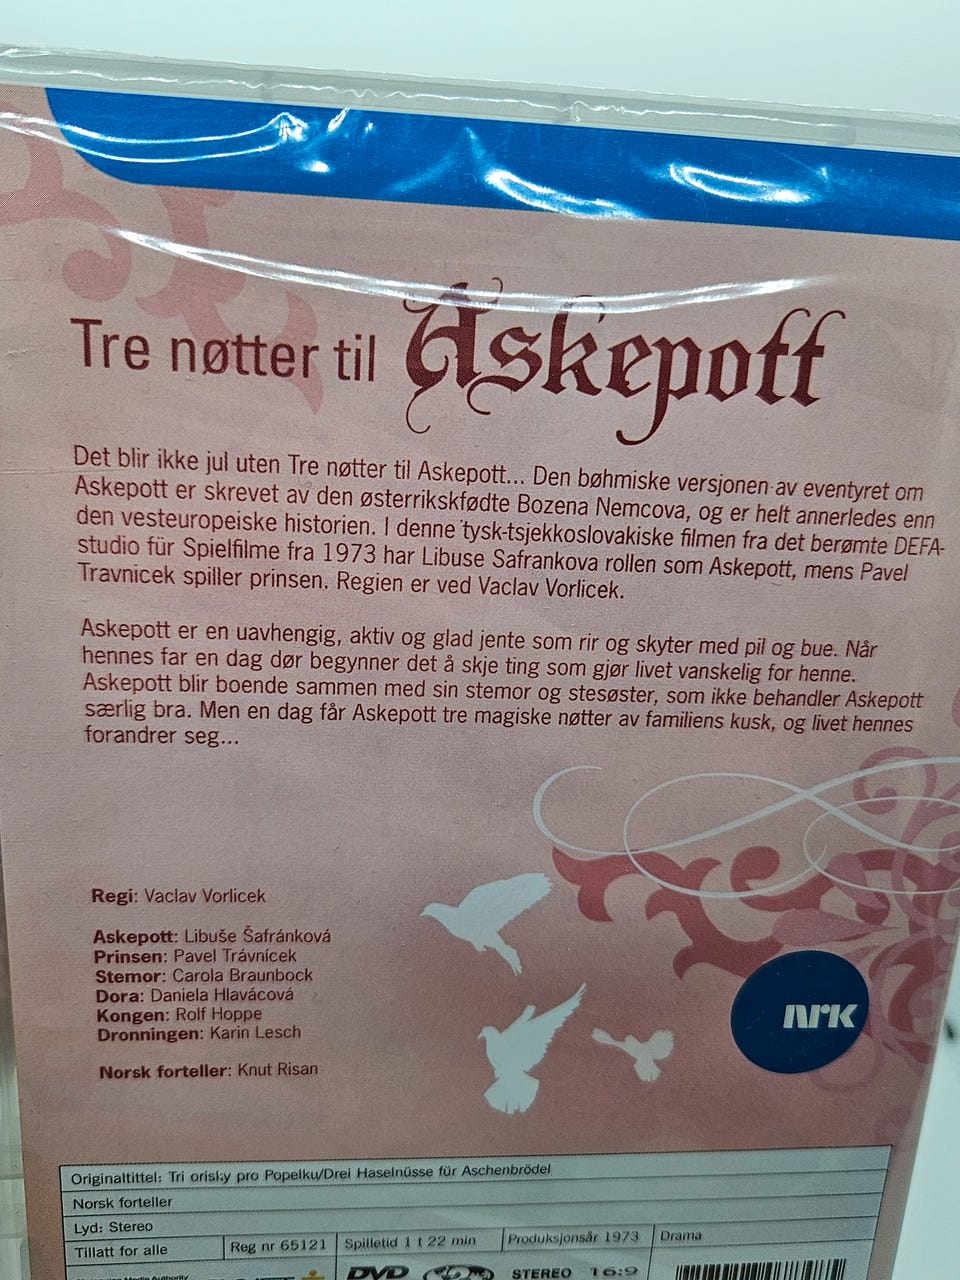 Tre nøtter til Askepott
Det blir ikke jul uten Tre nøtter til Askepott... Den bøhmiske versjonen av eventyret om
Askepott er skrevet av den østerrikskfødte Bozena Nemcova, og er helt annerledes enn
den vesteuropeiske historien. I denne tysk-tsjekkoslovakiske filmen fra det berømte DEFA-
studio für Spielfilme fra 1973 har Libuse Safrankova rollen som Askepott, mens Pavel
Travnicek spiller prinsen. Regien er ved Vaclav Vorlicek.
Askepott er en uavhengig, aktiv og glad jente som rir og skyter med pil og bue. Når
hennes far en dag dør begynner det å skje ting som gjør livet vanskelig for henne.
Askepott blir boende sammen med sin stemor og stesøster, som ikke behandler Askepott
særlig bra. Men en dag får Askepott tre magiske nøtter av familiens kusk, og livet hennes
forandrer seg...
Regi: Vaclav Vorlicek
Askepott: Libuše Šafránková
Prinsen: Pavel Trávnícek
Stemor: Carola Braunbock
Dora: Daniela Hlavácová
Kongen: Rolf Hoppe
Dronningen: Karin Lesch
Norsk forteller: Knut Risan
NRK
Originaltittel: Tri orisky pro Popelku/Drei Haselnüsse für Aschenbrödel
Norsk forteller
Lyd: Stereo
Tillatt for alle Reg nr 65121 Spilletid 1 t 22 min Produksjonsår 1973 Drama
Norwegian Media Authority DVD 2 STEREO 16:9